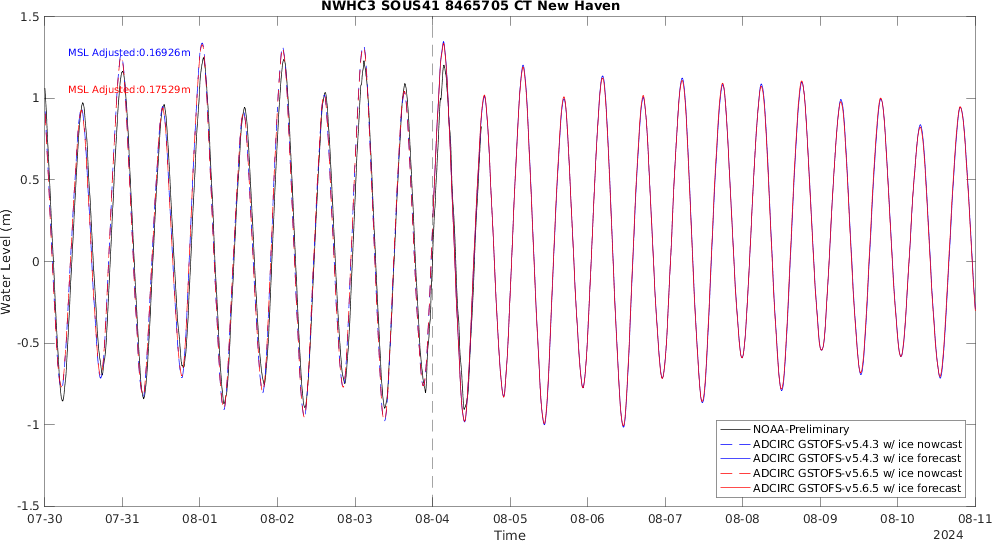 NWHC3 SOUS41 8465705 CT New Haven
1.5
1
0.5
0
-0.5
-1
-1.5
Water Level (m)
MSL Adjusted:0.16926m
MSL Adjusted:0.17529m
NOAA-Preliminary
ADCIRC GSTOFS-v5.4.3 w/ ice nowcast
ADCIRC GSTOFS-v5.4.3 w/ ice forecast
ADCIRC GSTOFS-v5.6.5 w/ ice nowcast
ADCIRC GSTOFS-v5.6.5 w/ ice forecast
07-30 07-31 08-01 08-02 08-03 08-04 08-05 08-06 08-07 08-08 08-09 08-10 08-11
Time
2024